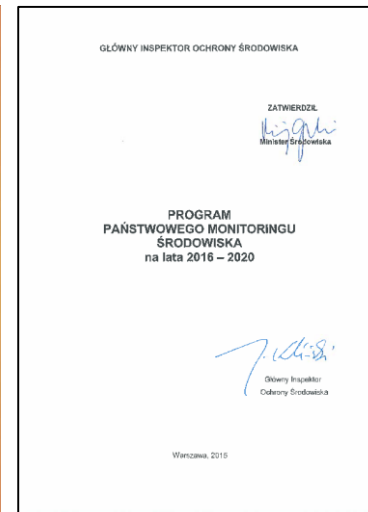 GŁÓWNY INSPEKTOR OCHRONY ŚRODOWISKA
ZATWIERDZIŁ
Minister Środowiska
PROGRAM
PAŃSTWOWEGO MONITORINGU
ŚRODOWISKA
na lata 2016 – 2020
Główny Inspektor
Ochrony Środowiska
Warszawa, 2015